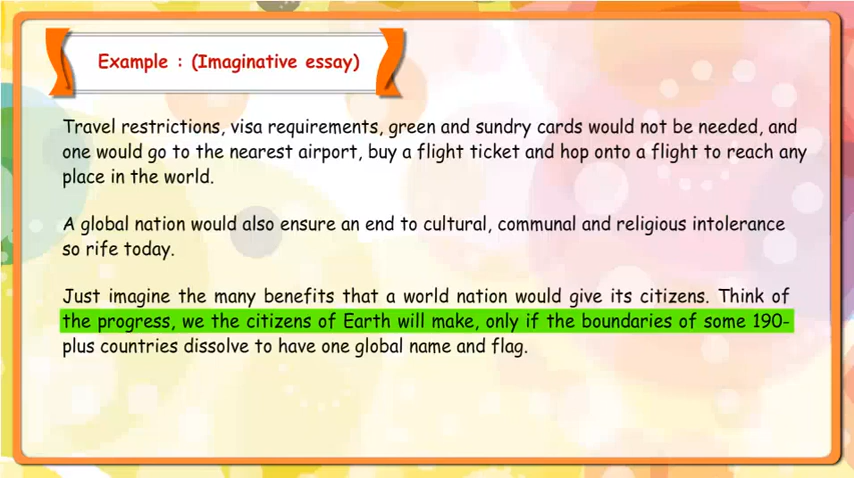 Example : (Imaginative essay)
Travel restrictions, visa requirements, green and sundry cards would not be needed, and
one would go to the nearest airport, buy a flight ticket and hop onto a flight to reach any
place in the world.
A global nation would also ensure an end to cultural, communal and religious intolerance
so rife today.
Just imagine the many benefits that a world nation would give its citizens. Think of
the progress, we the citizens of Earth will make, only if the boundaries of some 190-
plus countries dissolve to have one global name and flag.